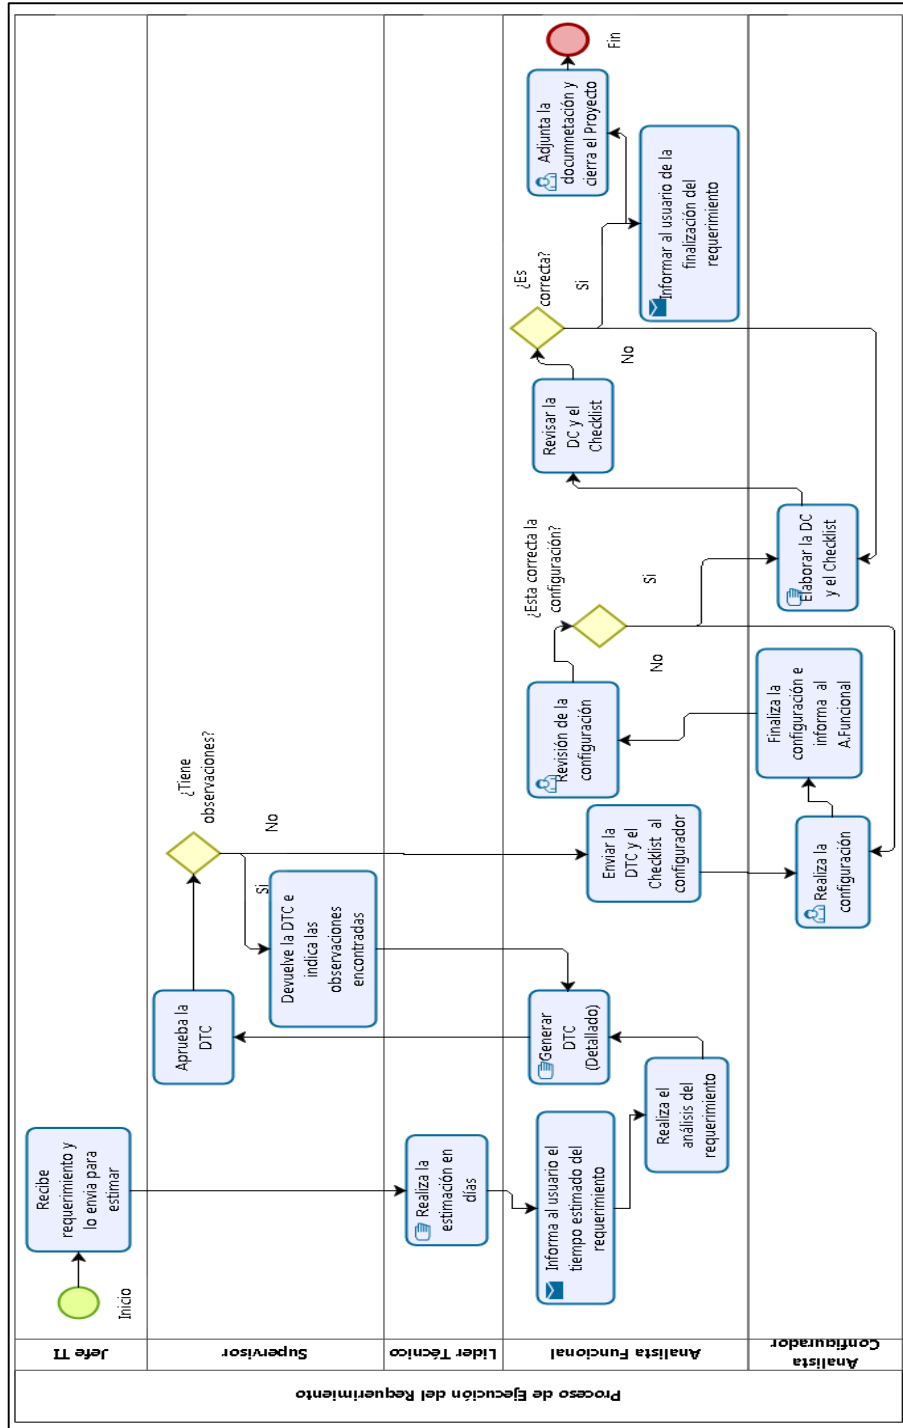 Proceso de Ejecución del Requerimiento
Jefe TI
Inicio
Recibe
requerimiento y
lo envia para
estimar
Supervisor
Aprueba la
DTC
¿Tiene
observaciones?
Si
No
Devuelve la DTC e
indica las
observaciones
encontradas
Lider Técnico
Realiza la
estimación en
días
Analista Funcional
Informa al usuario el
tiempo estimado del
requerimiento
Realiza el
análisis del
requerimiento
Generar
DTC
(Detallado)
Enviar la
DTC y el
Checklist al
configurador
Revisión de la
configuración
¿Esta correcta la
configuración?
No
Si
Revisar la
DC y el
Checklist
¿Es
correcta?
No
Si
Informar al usuario de la
finalización del
requerimiento
Adjunta la
documnetación y
cierra el Proyecto
Fin
Analista
Configurador
Realiza la
configuración
Finaliza la
configuración e
informa al
A.Funcional
Elaborar la DC
y el Checklist